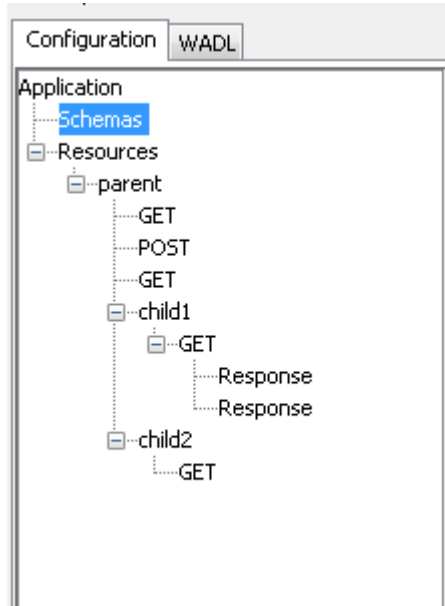 Configuration WADL
Application
Schemas
Resources
parent
GET
POST
GET
child1
GET
Response
Response
child2
GET